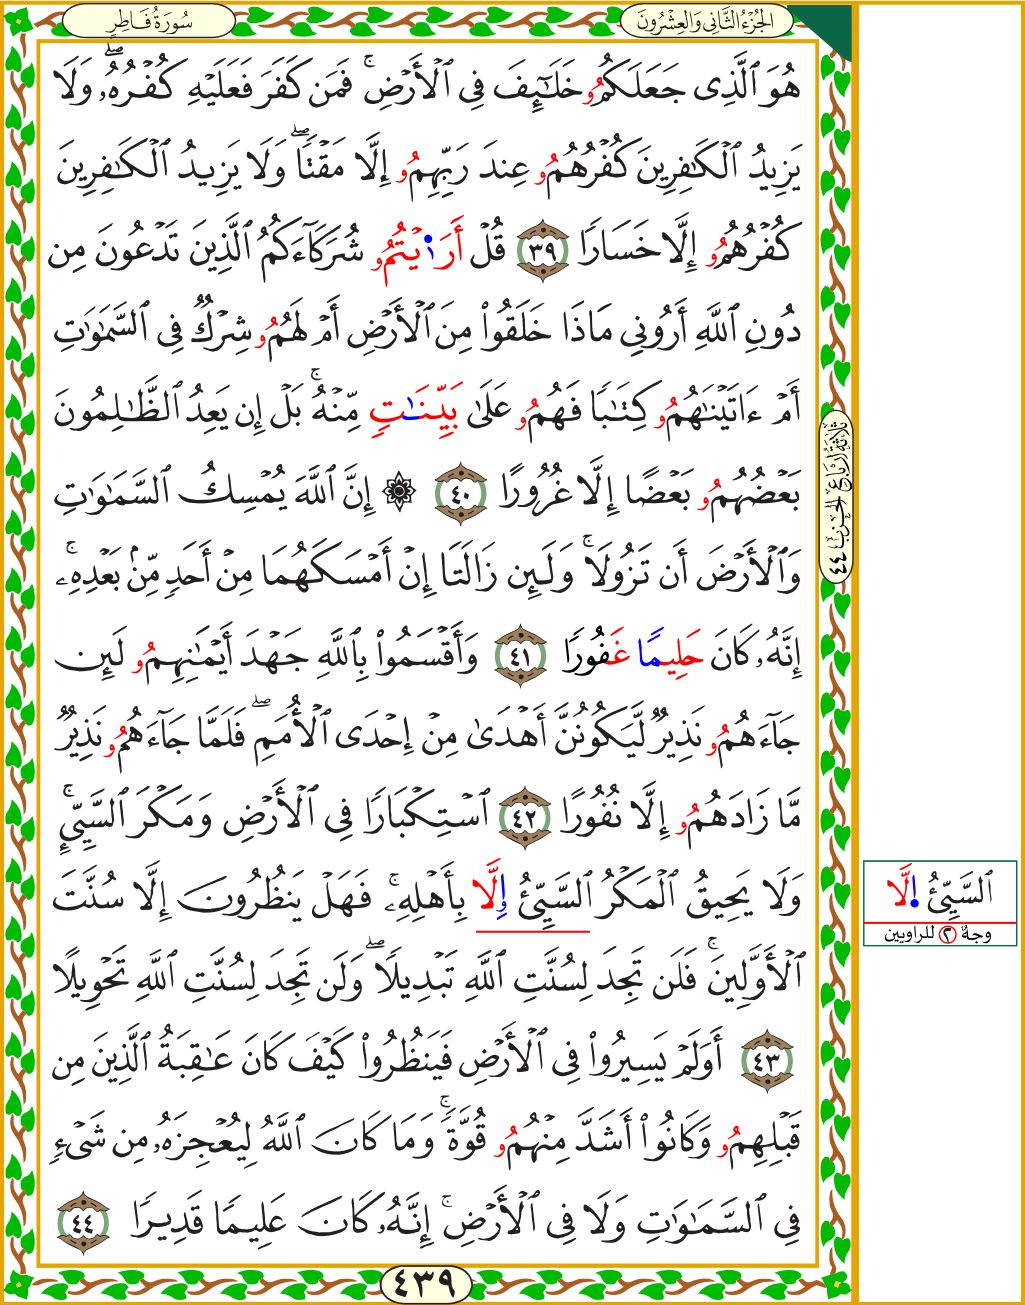 الجُزْءُ الثَّانِي وَالعِشْرُونَ
سُورَةُ فَاطِرٍ
هُوَ ٱلَّذِى جَعَلَكُمُۥ خَلَـٰٓئِفَ فِى ٱلۡأَرۡضِۚ فَمَن كَفَرَ فَعَلَيۡهِ كُفۡرُهُۥۖ وَلَا
يَزِيدُ ٱلۡكَـٰفِرِينَ كُفۡرُهُمُۥ عِندَ رَبِّهِمُۥ إِلَّا مَقۡتࣰاۖ وَلَا يَزِيدُ ٱلۡكَـٰفِرِينَ
كُفۡرُهُمُۥ إِلَّا خَسَارࣰا ٣٩ قُلۡ أَرَا۬يۡتُمُۥ شُرَكَآءَكُمُ ٱلَّذِينَ تَدۡعُونَ مِن
دُونِ ٱللَّهِ أَرُونِي مَاذَا خَلَقُواْ مِنَ ٱلۡأَرۡضِ أَمۡ لَهُمُۥ شِرۡكࣱ فِى ٱلسَّمَـٰوَٰتِ
أَمۡ ءَاتَيۡنَـٰهُمُۥ كِتَـٰبࣰا فَهُمُۥ عَلَىٰ بَيِّنَـٰتࣲ مِّنۡهُۚ بَلۡ إِن يَعِدُ ٱلظَّـٰلِمُونَ
بَعۡضُهُمُۥ بَعۡضًا إِلَّا غُرُورًا ٤٠ ۞ إِنَّ ٱللَّهَ يُمۡسِكُ ٱلسَّمَـٰوَٰتِ
وَٱلۡأَرۡضَ أَن تَزُولَاۚ وَلَئِن زَالَتَا إِنۡ أَمۡسَكَهُمَا مِنۡ أَحَدࣲ مِّنۢ بَعۡدِهِۦۚ
إِنَّهُۥ كَانَ حَلِيمًا غَفُورࣰا ٤١ وَأَقۡسَمُواْ بِٱللَّهِ جَهۡدَ أَيۡمَـٰنِهِمُۥ لَئِن
جَآءَهُمُۥ نَذِيرࣱ لَّيَكُونُنَّ أَهۡدَىٰ مِنۡ إِحۡدَى ٱلۡأُمَمِۖ فَلَمَّا جَآءَهُمُۥ نَذِيرࣱ
مَّا زَادَهُمُۥ إِلَّا نُفُورًا ٤٢ ٱسۡتِكۡبَارࣰا فِى ٱلۡأَرۡضِ وَمَكۡرَ ٱلسَّيِّيِٕۚ
وَلَا يَحِيقُ ٱلۡمَكۡرُ ٱلسَّيِّئُ إِلَّا بِأَهۡلِهِۦۚ فَهَلۡ يَنظُرُونَ إِلَّا سُنَّتَ
ٱلۡأَوَّلِينَۚ فَلَن تَجِدَ لِسُنَّتِ ٱللَّهِ تَبۡدِيلࣰاۖ وَلَن تَجِدَ لِسُنَّتِ ٱللَّهِ تَحۡوِيلًا
٤٣ أَوَلَمۡ يَسِيرُواْ فِى ٱلۡأَرۡضِ فَيَنظُرُواْ كَيۡفَ كَانَ عَـٰقِبَةُ ٱلَّذِينَ مِن
قَبۡلِهِمُۥ وَكَانُواْ أَشَدَّ مِنۡهُمُۥ قُوَّةࣰۚ وَمَا كَانَ ٱللَّهُ لِيُعۡجِزَهُۥ مِن شَىۡءࣲ
فِى ٱلسَّمَـٰوَٰتِ وَلَا فِى ٱلۡأَرۡضِۚ إِنَّهُۥ كَانَ عَلِيمࣰا قَدِيرࣰا ٤٤
ثَلَاثَةُ أَرْبَاعِ الحِزْب ٤٤
ٱلسَّيِّئُ اِ۬لَّا
وجهٌ ٢ للراويين
٤٣٩